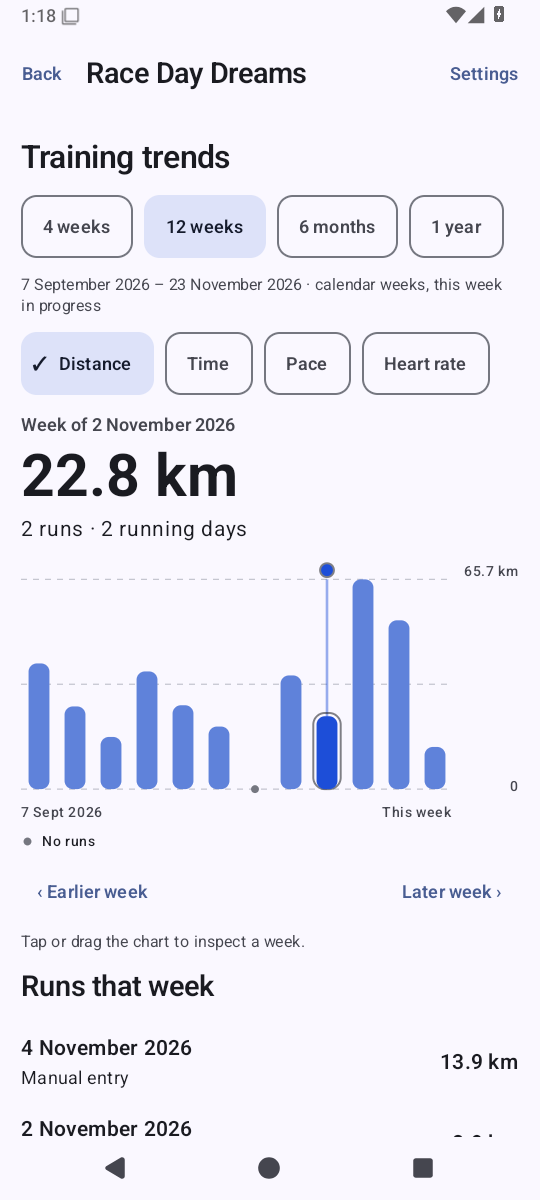 1:18
Back Race Day Dreams Settings
Training trends
4 weeks 12 weeks 6 months 1 year
7 September 2026 – 23 November 2026 · calendar weeks, this week
in progress
✓ Distance Time Pace Heart rate
Week of 2 November 2026
22.8 km
2 runs · 2 running days
65.7 km
0
7 Sept 2026 This week
No runs
‹ Earlier week Later week ›
Tap or drag the chart to inspect a week.
Runs that week
4 November 2026
13.9 km
Manual entry
2 November 2026